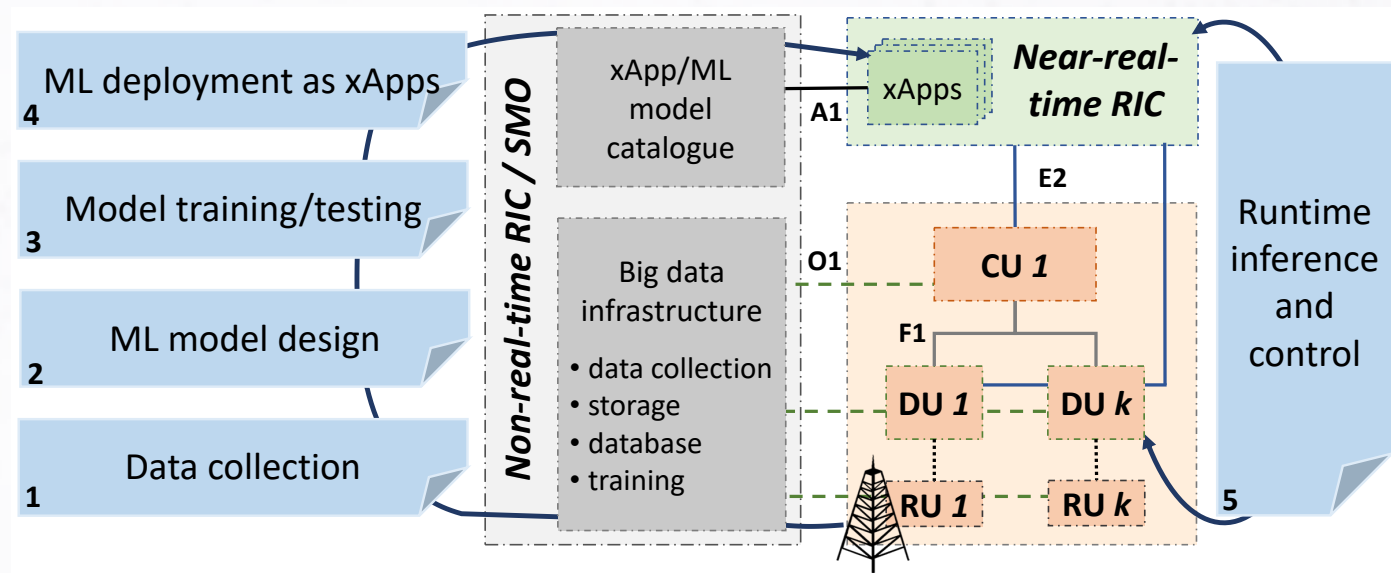 ML deployment as xApps
4
Model training/testing
3
ML model design
2
Data collection
1
Non-real-time RIC / SMO
xApp/ML
model
catalogue
Big data
infrastructure
• data collection
• storage
• database
• training
A1
O1
xApps
Near-real-
time RIC
E2
CU 1
F1
DU 1
DU k
RU 1
RU k
Runtime
inference
and
control
5